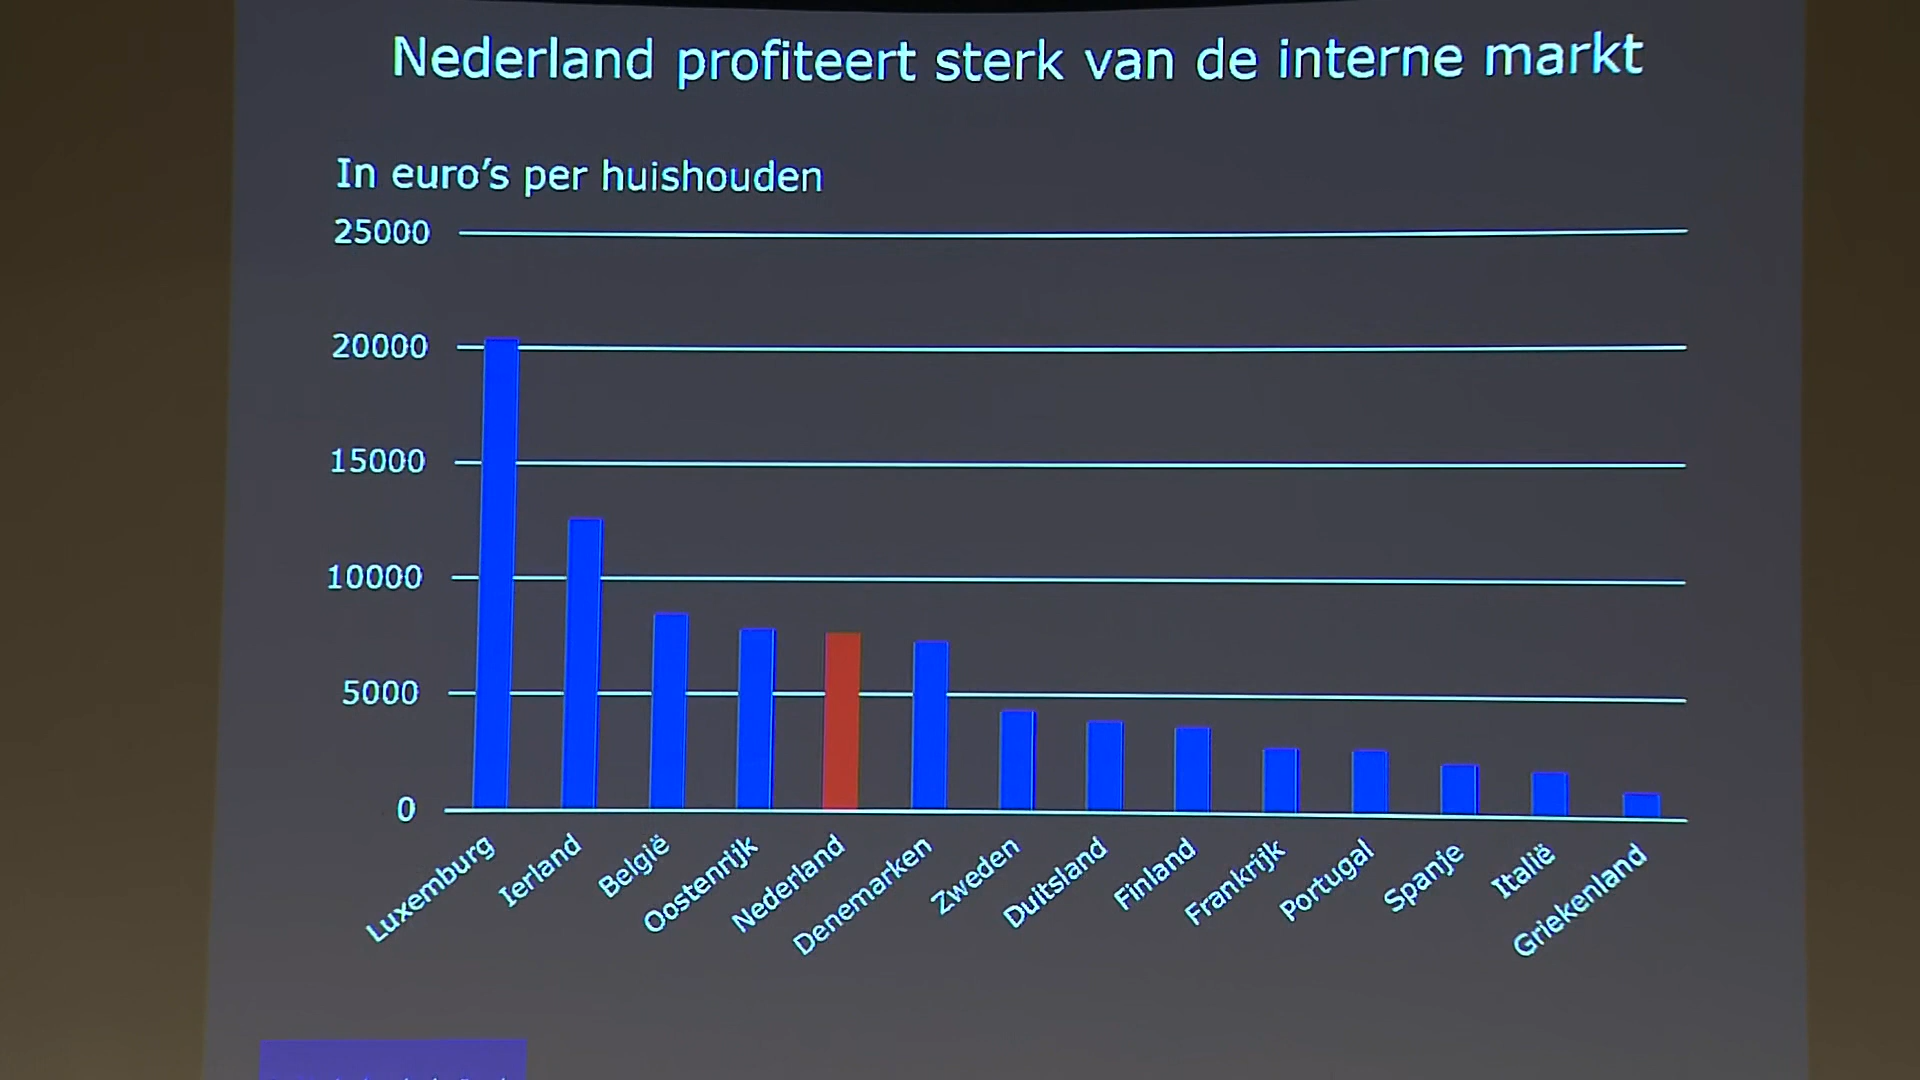 Nederland profiteert sterk van de interne markt
In euro's per huishouden
25000
20000
15000
10000
5000
0
Luxemburg
Ierland
België
Oostenrijk
Nederland
Denemarken
Zweden
Duitsland
Finland
Frankrijk
Portugal
Spanje
Italië
Griekenland